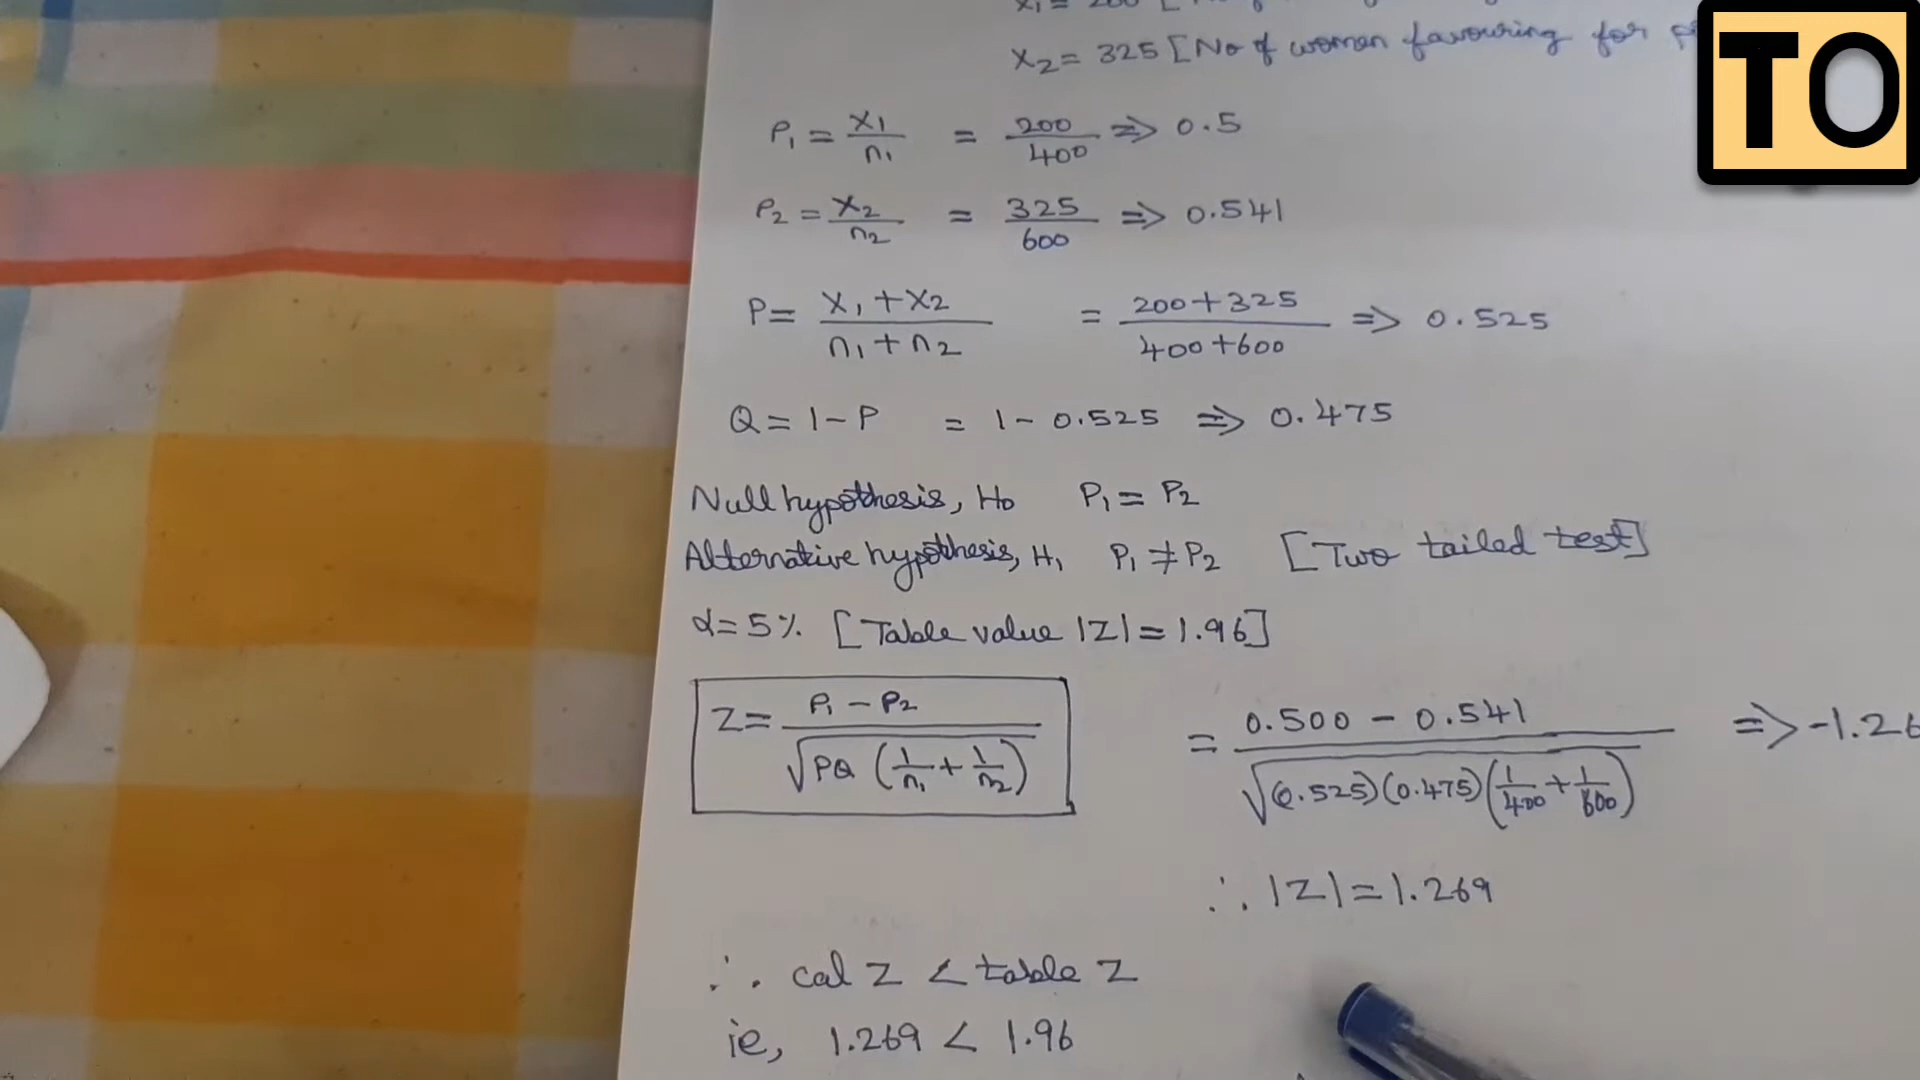 x₂ = 325 [No of women favouring for
TO
P₁ = x₁/n₁ = 200/400 => 0.5
P₂ = x₂/n₂ = 325/600 => 0.541
P = x₁ + x₂ / n₁ + n₂ = 200+325 / 400+600 => 0.525
Q = 1 - P = 1 - 0.525 => 0.475
Null hypothesis, H₀ P₁ = P₂
Alternative hypothesis, H₁ P₁ ≠ P₂ [Two tailed test]
α = 5% [Table value |Z| = 1.96]
Z = P₁ - P₂ / √PQ (1/n₁ + 1/n₂) = 0.500 - 0.541 / √(0.525)(0.475)(1/400 + 1/600) => -1.26
∴ |Z| = 1.269
∴ cal Z < table Z
ie, 1.269 < 1.96